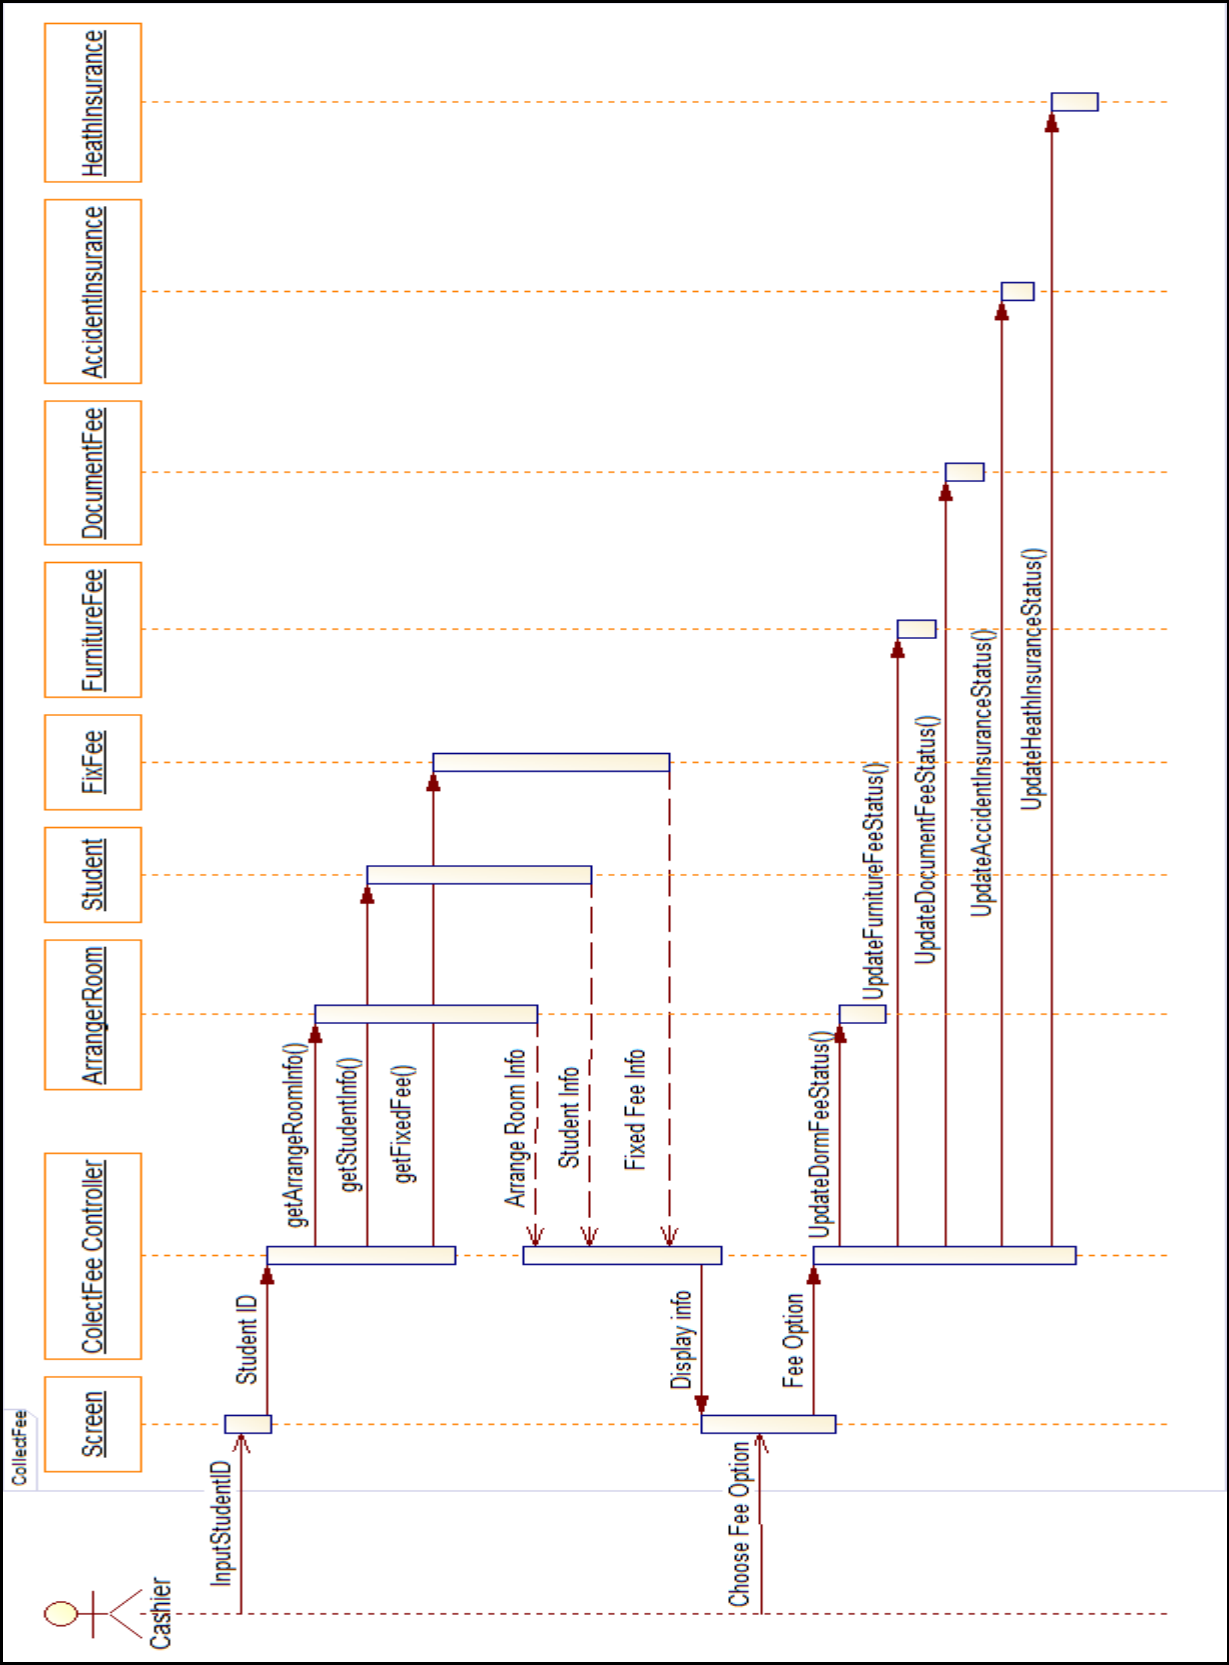 CollectFee
Cashier
Screen
ColectFee Controller
ArrangerRoom
Student
FixFee
FurnitureFee
DocumentFee
AccidentInsurance
HeathInsurance
InputStudentID
Student ID
getArrangeRoomInfo()
getStudentInfo()
getFixedFee()
Arrange Room Info
Student Info
Fixed Fee Info
Display info
Choose Fee Option
Fee Option
UpdateDormFeeStatus()
UpdateFurnitureFeeStatus()
UpdateDocumentFeeStatus()
UpdateAccidentInsuranceStatus()
UpdateHeathInsuranceStatus()